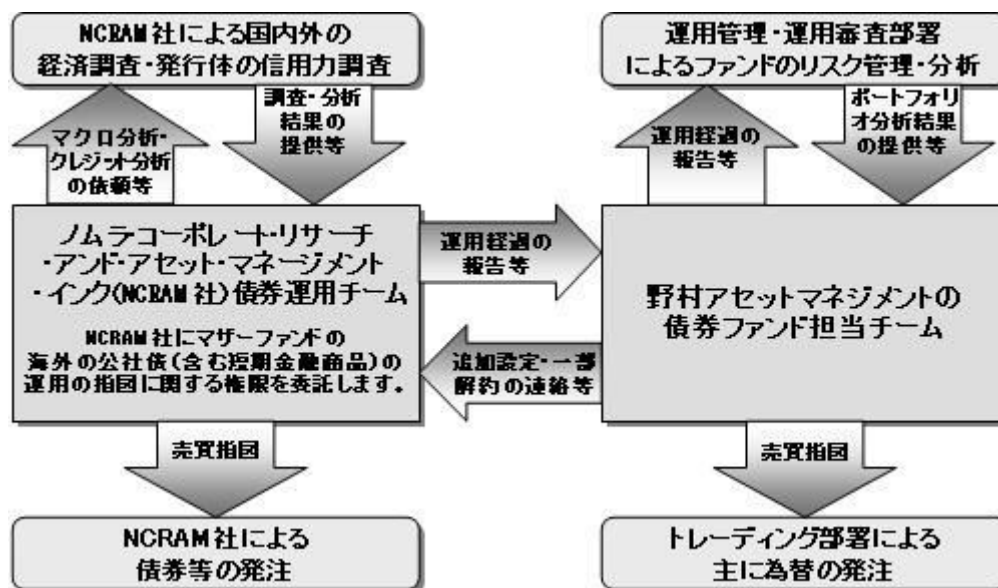 NCRAM社による国内外の
経済調査・発行体の信用力調査
運用管理・運用審査部署
によるファンドのリスク管理・分析
マクロ分析・
クレジット分析
の依頼等
調査・分析
結果の
提供等
運用経過の
報告等
ポートフォリ
オ分析結果
の提供等
ノムラ・コーポレート・リサーチ
・アンド・アセット・マネージメント
・インク(NCRAM社)債券運用チーム
NCRAM社にマザーファンドの
海外の公社債(含む短期金融商品)の
運用の指図に関する権限を委託します。
運用経過の
報告等
追加設定・一部
解約の連絡等
野村アセットマネジメントの
債券ファンド担当チーム
売買指図
売買指図
NCRAM社による
債券等の発注
トレーディング部署による
主に為替の発注